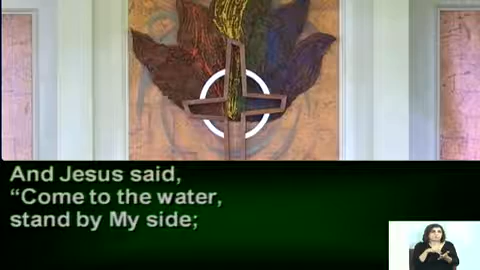 And Jesus said,
“Come to the water,
stand by My side;